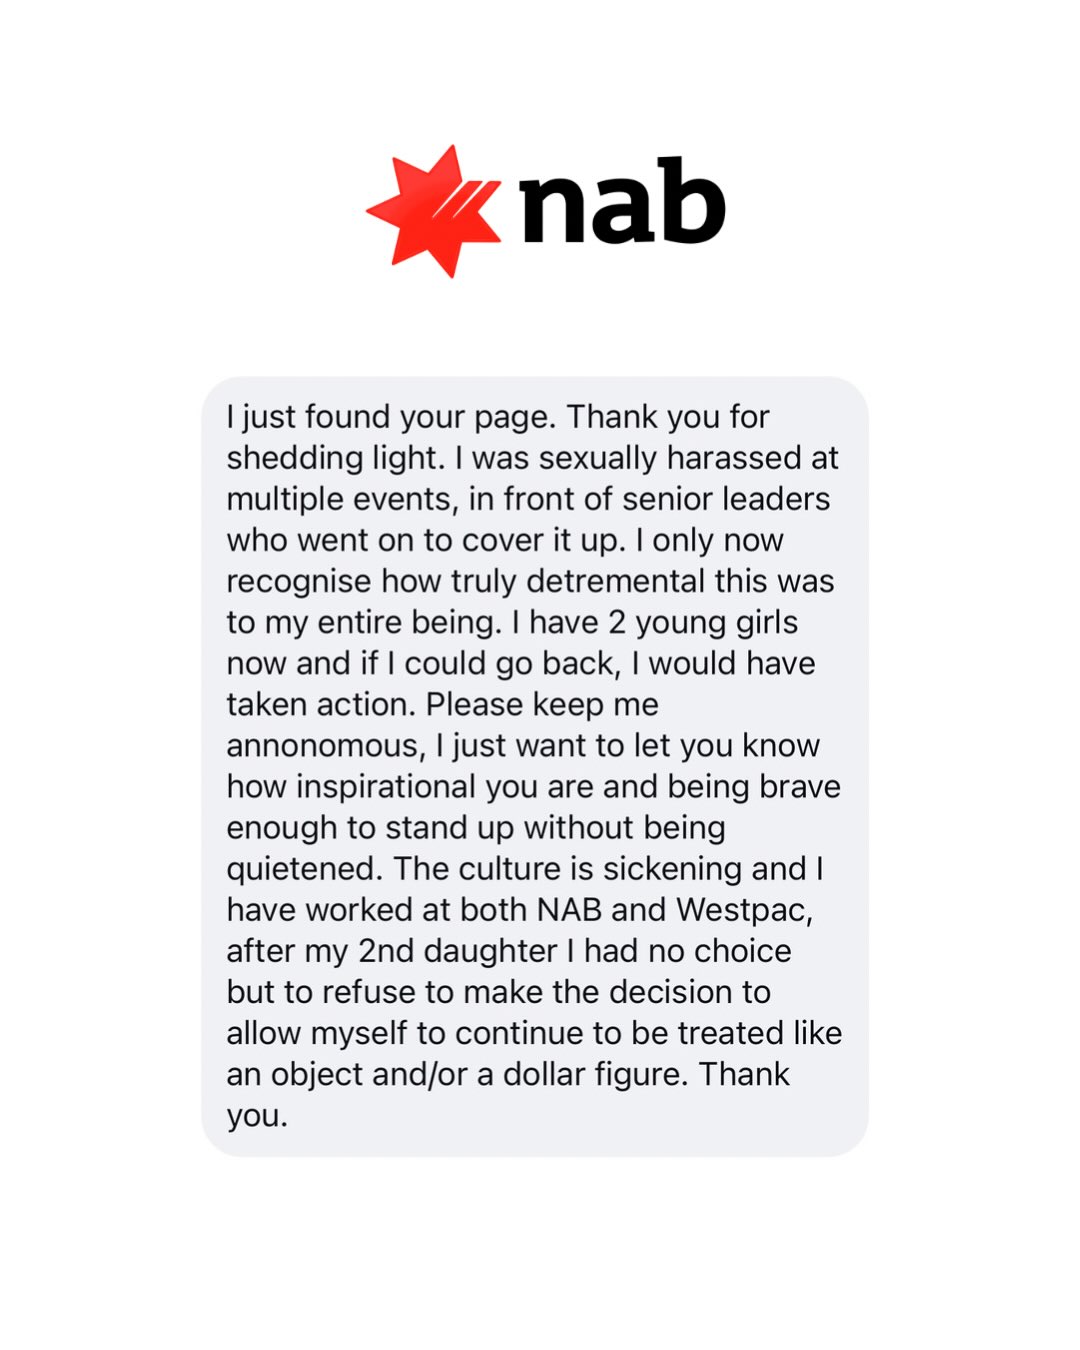 nab
I just found your page. Thank you for
shedding light. I was sexually harassed at
multiple events, in front of senior leaders
who went on to cover it up. I only now
recognise how truly detremental this was
to my entire being. I have 2 young girls
now and if I could go back, I would have
taken action. Please keep me
annonomous, I just want to let you know
how inspirational you are and being brave
enough to stand up without being
quietened. The culture is sickening and I
have worked at both NAB and Westpac,
after my 2nd daughter I had no choice
but to refuse to make the decision to
allow myself to continue to be treated like
an object and/or a dollar figure. Thank
you.